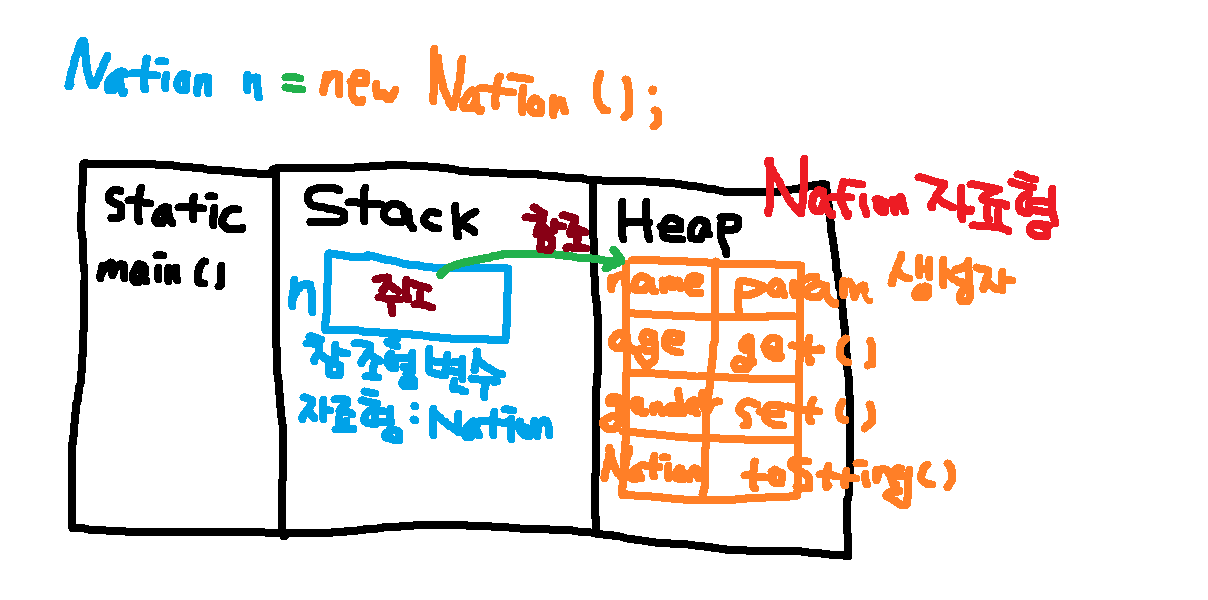 Nation n = new Nation ();
Nation 자료형
static
main()
Stack
참조
Heap
n
주소
참조형 변수
자료형 : Nation
name param 생성자
age get()
gender set()
Nation toString()